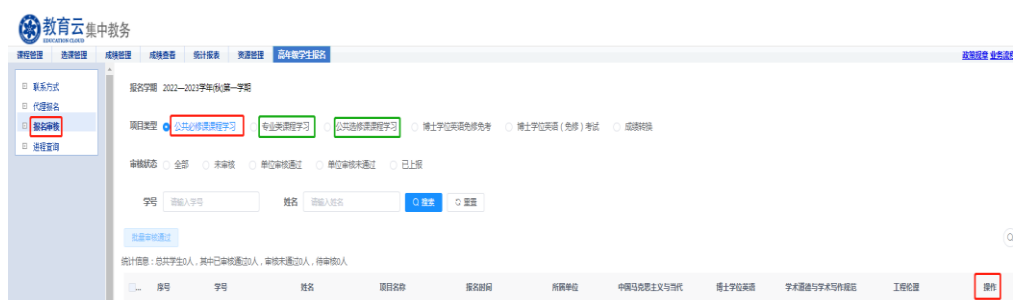 教育云集中教务
EDUCATION CLOUD
课程管理 选课管理 成绩管理 成绩查看 统计报表 资源管理 高年级学生报名 政策规章 业务流程
联系方式
代理报名
报名审核
进程查询
报名学期 2022—2023学年(秋)第一学期
项目类型 公共必修课课程学习 专业类课程学习 公共选修课课程学习 博士学位英语免修免考 博士学位英语（免修）考试 成绩转换
审核状态 全部 未审核 单位审核通过 单位审核未通过 已上报
学号 请输入学号 姓名 请输入姓名 搜索 重置
批量审核通过
统计信息：总共学生0人，其中已审核通过0人，审核未通过0人，待审核0人
... 序号 学号 姓名 项目名称 报名时间 所属单位 中国马克思主义与当代 博士学位英语 学术道德与学术写作规范 工程伦理 操作